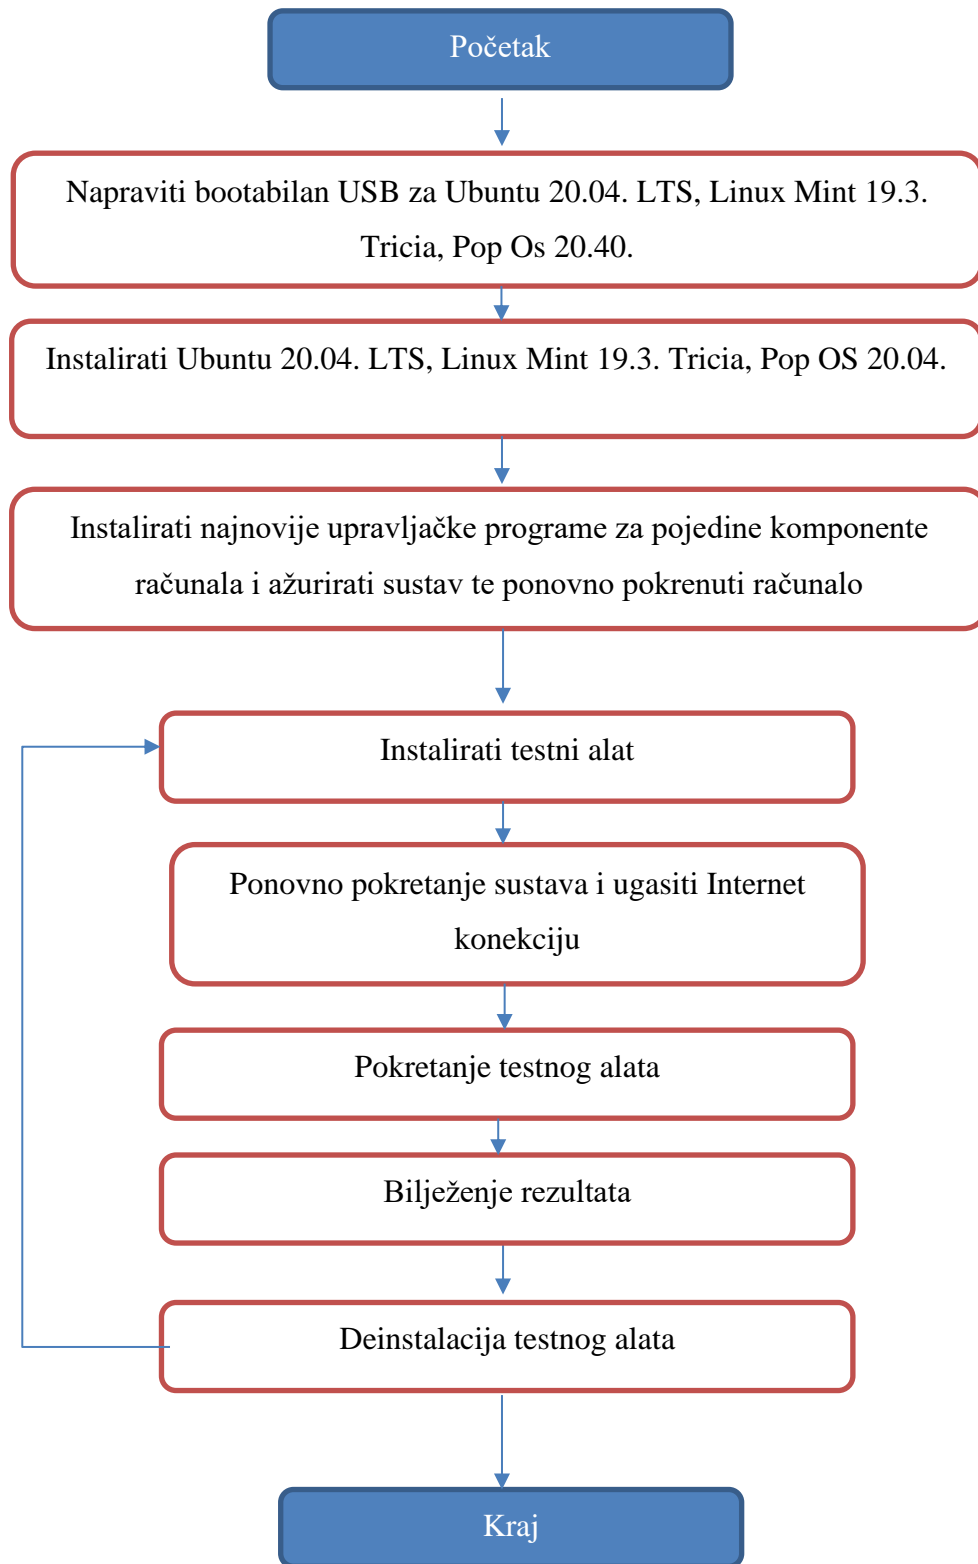 Početak
Napraviti bootabilan USB za Ubuntu 20.04. LTS, Linux Mint 19.3.
Tricia, Pop Os 20.40.
Instalirati Ubuntu 20.04. LTS, Linux Mint 19.3. Tricia, Pop OS 20.04.
Instalirati najnovije upravljačke programe za pojedine komponente
računala i ažurirati sustav te ponovno pokrenuti računalo
Instalirati testni alat
Ponovno pokretanje sustava i ugasiti Internet
konekciju
Pokretanje testnog alata
Bilježenje rezultata
Deinstalacija testnog alata
Kraj